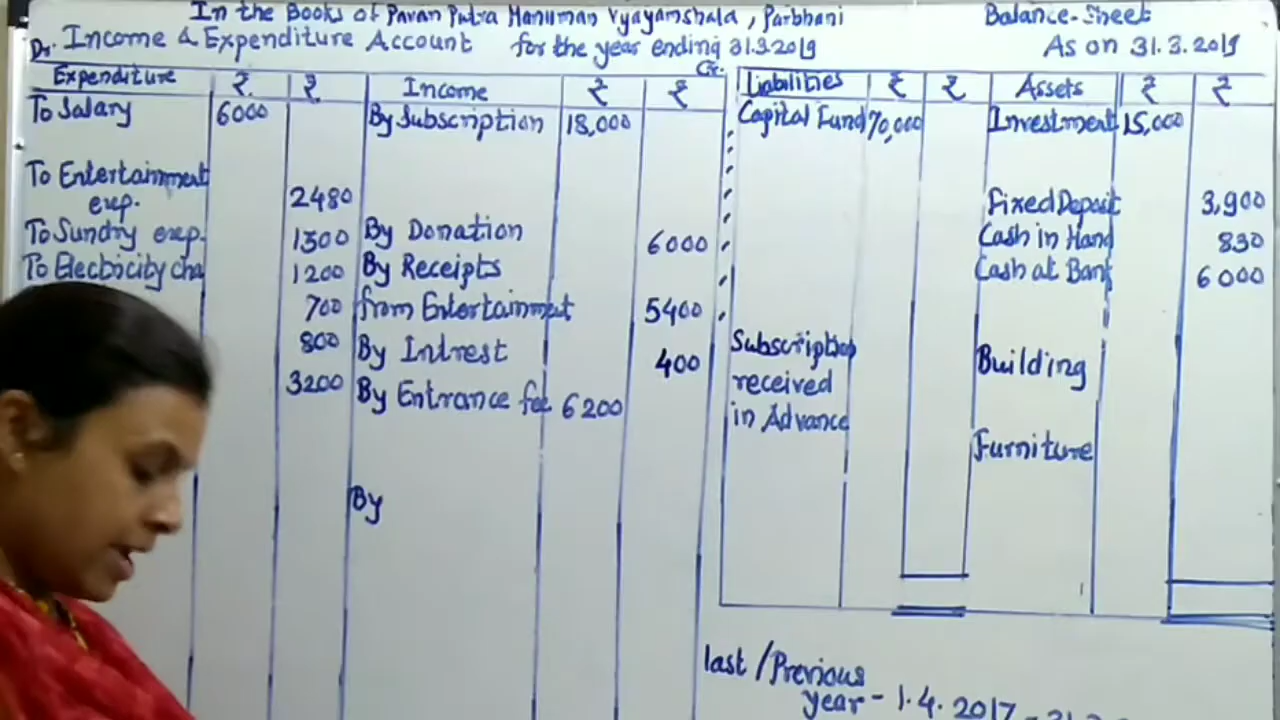 In the Books of Pavan Putra Hanuman Vyayamshala, Parbhani
Balance-Sheet
Dr. Income & Expenditure Account for the year ending 31.3.2019
As on 31.3.2019
Cr.
Expenditure ₹ ₹ Income ₹ ₹ Liabilities ₹ ₹ Assets ₹ ₹
To Salary 6000 By Subscription 18,000 Capital Fund 70,000 Investment 15,000
To Entertainment
exp. 2480 Fixed Deposit 3,900
To Sundry exp. 1300 By Donation 6000 Cash in Hand 830
To Electricity cha 1200 By Receipts Cash at Bank 6000
700 from Entertainment 5400
800 By Intrest 400 Subscription Building
3200 By Entrance fee 6200 received
in Advance
Furniture
By
last/Previous
year - 1.4.2017 -